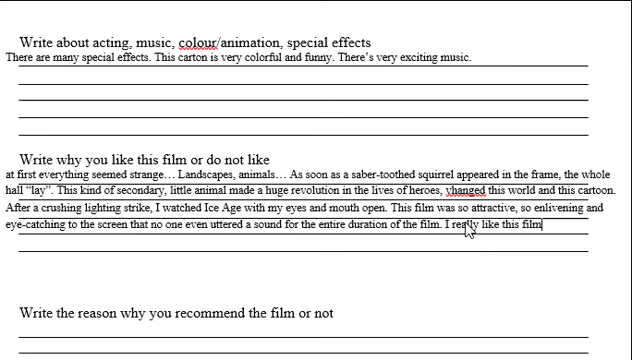 Write about acting, music, colour/animation, special effects
There are many special effects. This carton is very colorful and funny. There's very exciting music.
Write why you like this film or do not like
at first everything seemed strange… Landscapes, animals… As soon as a saber-toothed squirrel appeared in the frame, the whole
hall "lay". This kind of secondary, little animal made a huge revolution in the lives of heroes, yhanged this world and this cartoon.
After a crushing lighting strike, I watched Ice Age with my eyes and mouth open. This film was so attractive, so enlivening and
eye-catching to the screen that no one even uttered a sound for the entire duration of the film. I really like this film
Write the reason why you recommend the film or not